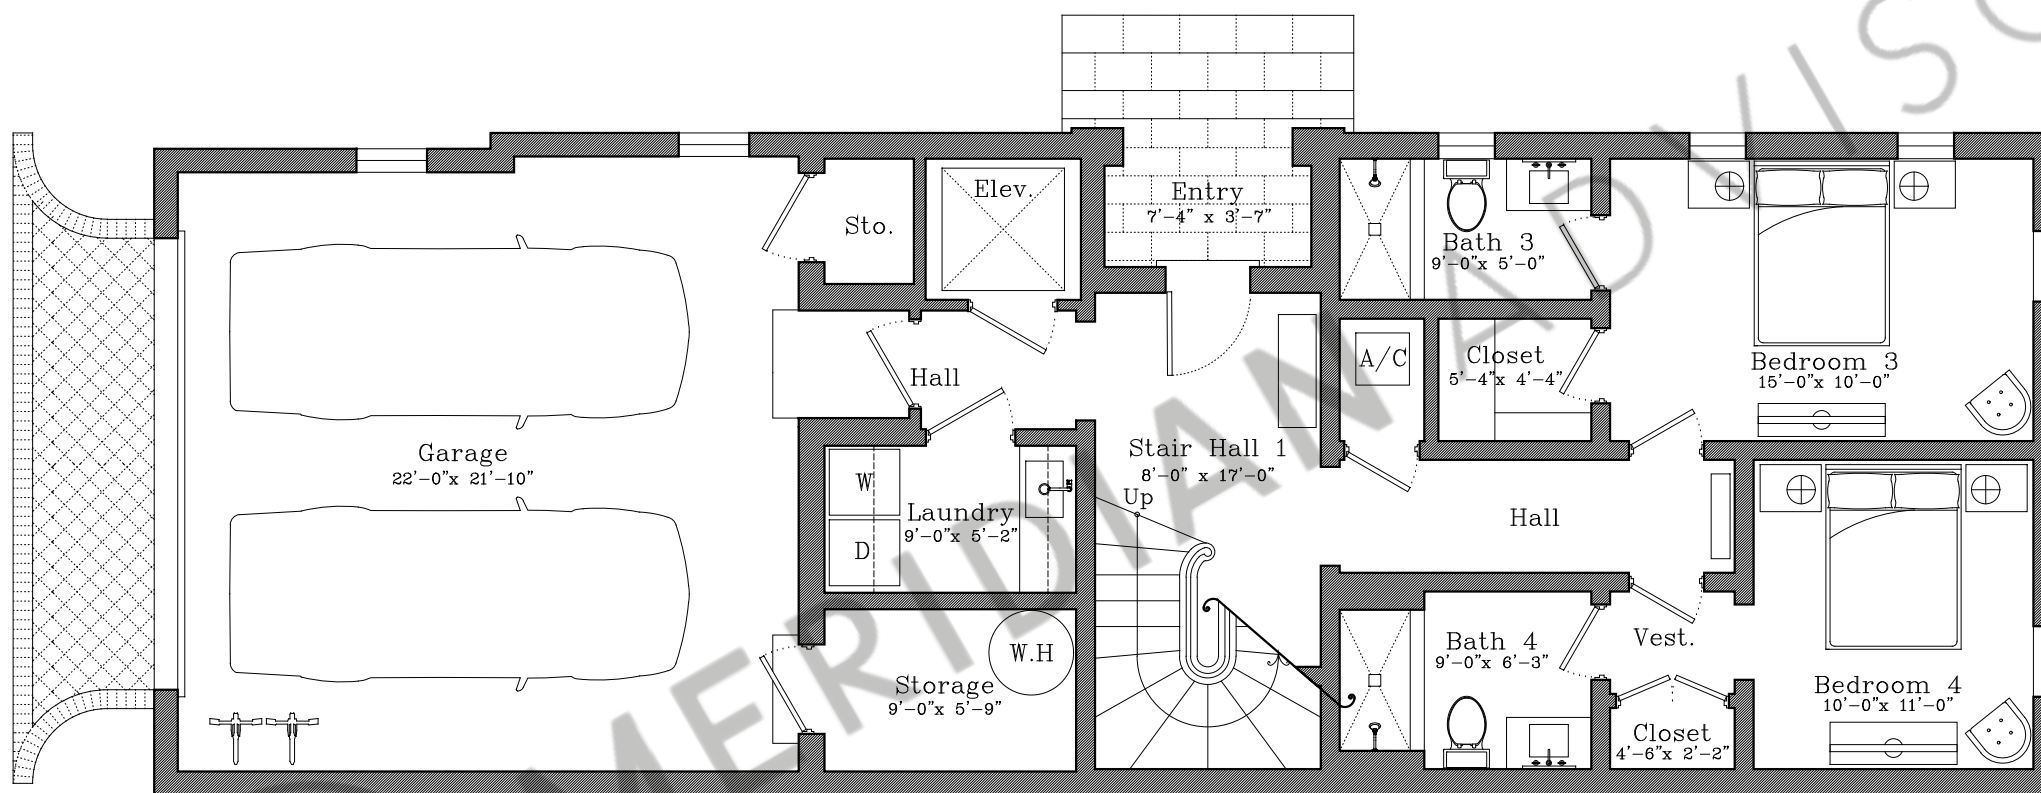 Elev.
Entry
7'-4" x 3'-7"
Sto.
Bath 3
9'-0"x 5'-0"
Hall
A/C
Closet
5'-4"x 4'-4"
Bedroom 3
15'-0"x 10'-0"
Garage
22'-0"x 21'-10"
Stair Hall 1
8'-0" x 17'-0"
Up
W
D
Laundry
9'-0"x 5'-2"
Hall
W.H
Storage
9'-0"x 5'-9"
Bath 4
9'-0"x 6'-3"
Vest.
Bedroom 4
10'-0"x 11'-0"
Closet
4'-6"x 2'-2"
MERIDIAN ADVISO